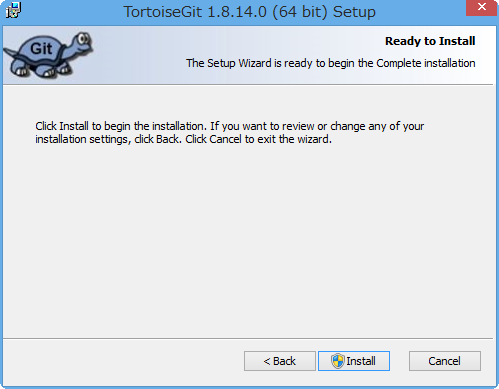 TortoiseGit 1.8.14.0 (64 bit) Setup
Git
Ready to Install
The Setup Wizard is ready to begin the Complete installation
Click Install to begin the installation. If you want to review or change any of your
installation settings, click Back. Click Cancel to exit the wizard.
< Back
Install
Cancel